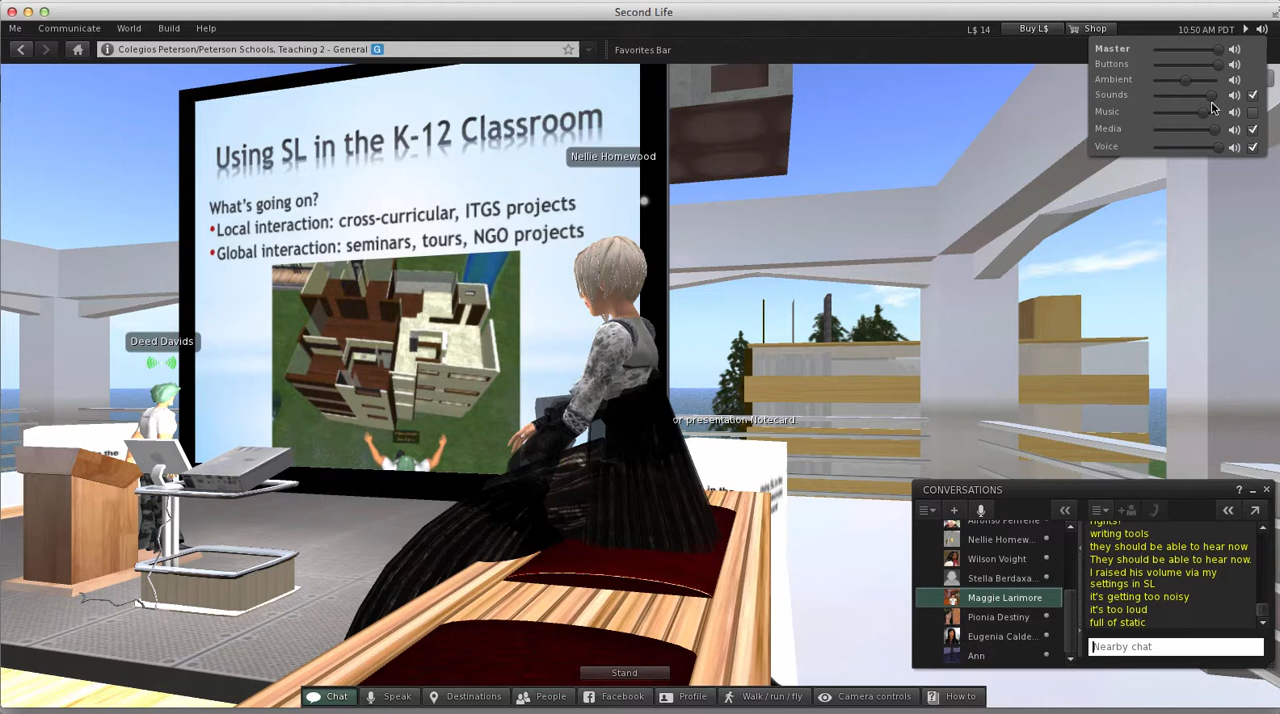 Second Life
Me Communicate World Build Help
L$ 14 Buy L$ Shop 10:50 AM PDT
Colegios Peterson/Peterson Schools, Teaching 2 - General G
Favorites Bar
Master
Buttons
Ambient
Sounds
Music
Media
Voice
Using SL in the K-12 Classroom
Nellie Homewood
What's going on?
•Local interaction: cross-curricular, ITGS projects
•Global interaction: seminars, tours, NGO projects
Deed Davids
or presentation Notecard
CONVERSATIONS
Nellie Homew...
Wilson Voight
Stella Berdaxa...
Maggie Larimore
Pionia Destiny
Eugenia Calde...
Ann
rights?
writing tools
they should be able to hear now
They should be able to hear now.
I raised his volume via my
settings in SL
it's getting too noisy
it's too loud
full of static
Nearby chat
Stand
Chat Speak Destinations People Facebook Profile Walk / run / fly Camera controls How to